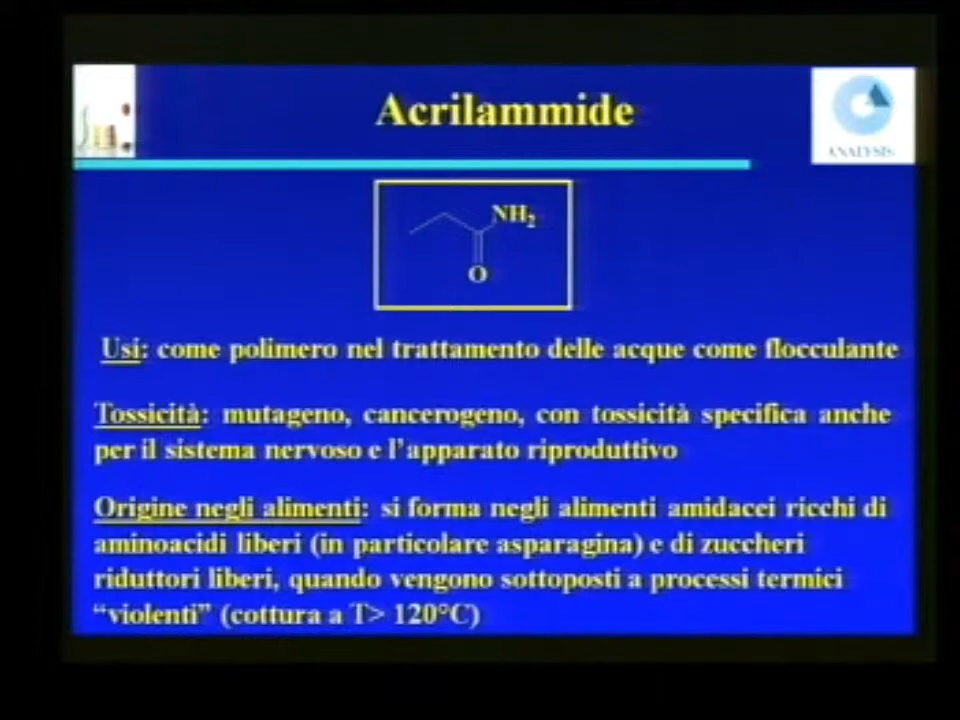 Acrilammide
ANALYSIS
NH2
O
Usi: come polimero nel trattamento delle acque come flocculante
Tossicità: mutageno, cancerogeno, con tossicità specifica anche
per il sistema nervoso e l'apparato riproduttivo
Origine negli alimenti: si forma negli alimenti amidacei ricchi di
aminoacidi liberi (in particolare asparagina) e di zuccheri
riduttori liberi, quando vengono sottoposti a processi termici
“violenti” (cottura a T> 120°C)